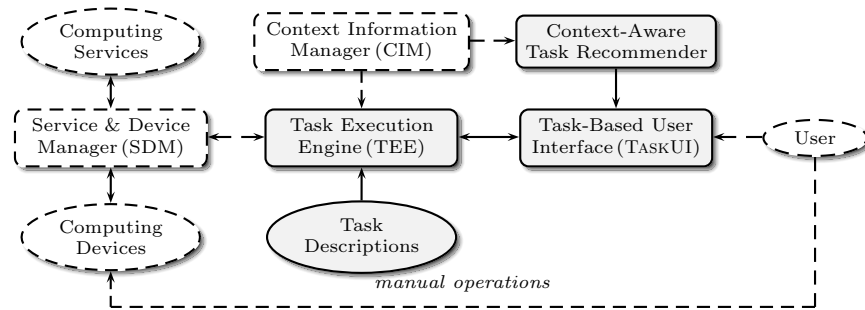 Computing
Services
Context Information
Manager (CIM)
Context-Aware
Task Recommender
Service & Device
Manager (SDM)
Task Execution
Engine (TEE)
Task-Based User
Interface (TASKUI)
User
Computing
Devices
Task
Descriptions
manual operations